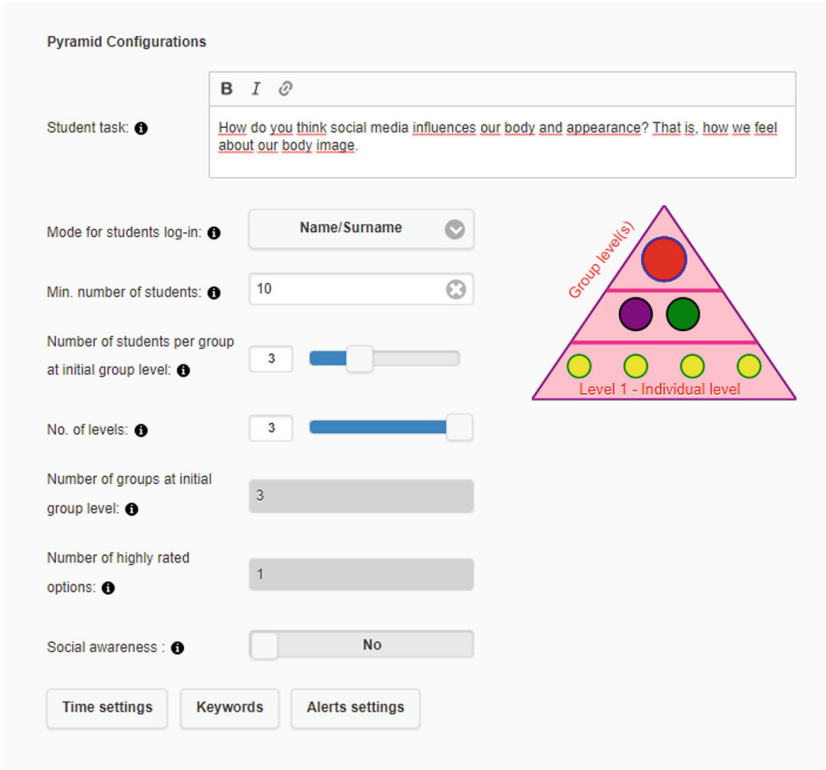 Pyramid Configurations
B I
Student task:
How do you think social media influences our body and appearance? That is, how we feel
about our body image.
Mode for students log-in:
Name/Surname
Min. number of students:
10
Number of students per group
at initial group level:
3
No. of levels:
3
Number of groups at initial
group level:
3
Number of highly rated
options:
1
Social awareness :
No
Time settings
Keywords
Alerts settings
Group level(s)
Level 1 - Individual level